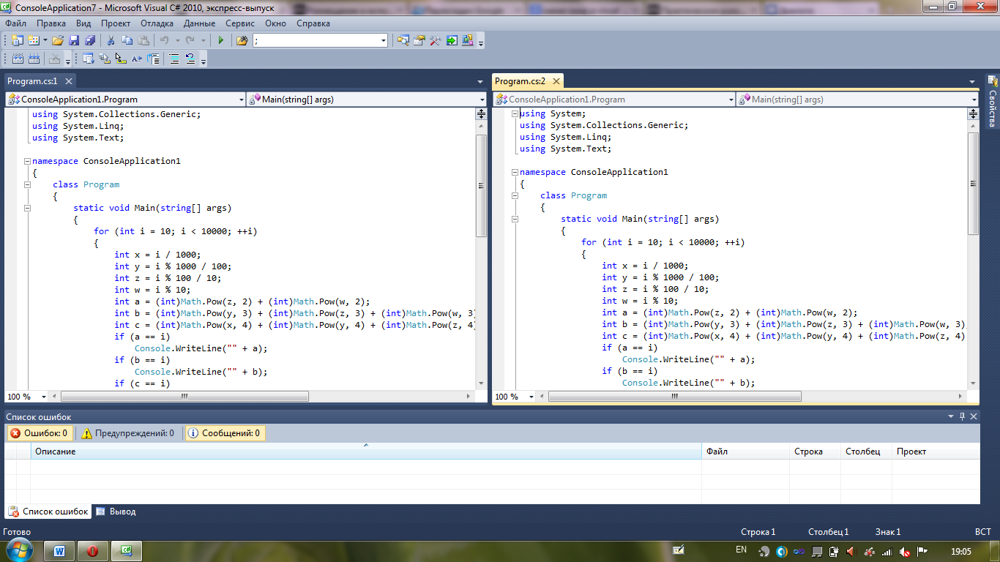 ConsoleApplication7 - Microsoft Visual C# 2010, экспресс-выпуск
Файл Правка Вид Проект Отладка Данные Сервис Окно Справка
;
Program.cs:1
ConsoleApplication1.Program Main(string[] args)
using System.Collections.Generic;
using System.Linq;
using System.Text;
namespace ConsoleApplication1
{
class Program
{
static void Main(string[] args)
{
for (int i = 10; i < 10000; ++i)
{
int x = i / 1000;
int y = i % 1000 / 100;
int z = i % 100 / 10;
int w = i % 10;
int a = (int)Math.Pow(z, 2) + (int)Math.Pow(w, 2);
int b = (int)Math.Pow(y, 3) + (int)Math.Pow(z, 3) + (int)Math.Pow(w, 3)
int c = (int)Math.Pow(x, 4) + (int)Math.Pow(y, 4) + (int)Math.Pow(z, 4)
if (a == i)
Console.WriteLine("" + a);
if (b == i)
Console.WriteLine("" + b);
if (c == i)
100 %
Program.cs:2
ConsoleApplication1.Program Main(string[] args)
using System;
using System.Collections.Generic;
using System.Linq;
using System.Text;
namespace ConsoleApplication1
{
class Program
{
static void Main(string[] args)
{
for (int i = 10; i < 10000; ++i)
{
int x = i / 1000;
int y = i % 1000 / 100;
int z = i % 100 / 10;
int w = i % 10;
int a = (int)Math.Pow(z, 2) + (int)Math.Pow(w, 2);
int b = (int)Math.Pow(y, 3) + (int)Math.Pow(z, 3) + (int)Math.Pow(w, 3)
int c = (int)Math.Pow(x, 4) + (int)Math.Pow(y, 4) + (int)Math.Pow(z, 4)
if (a == i)
Console.WriteLine("" + a);
if (b == i)
Console.WriteLine("" + b);
100 %
Свойства
Список ошибок
Ошибок: 0 Предупреждений: 0 Сообщений: 0
Описание Файл Строка Столбец Проект
Список ошибок Вывод
Готово Строка 1 Столбец 1 Знак 1 ВСТ
EN 19:05